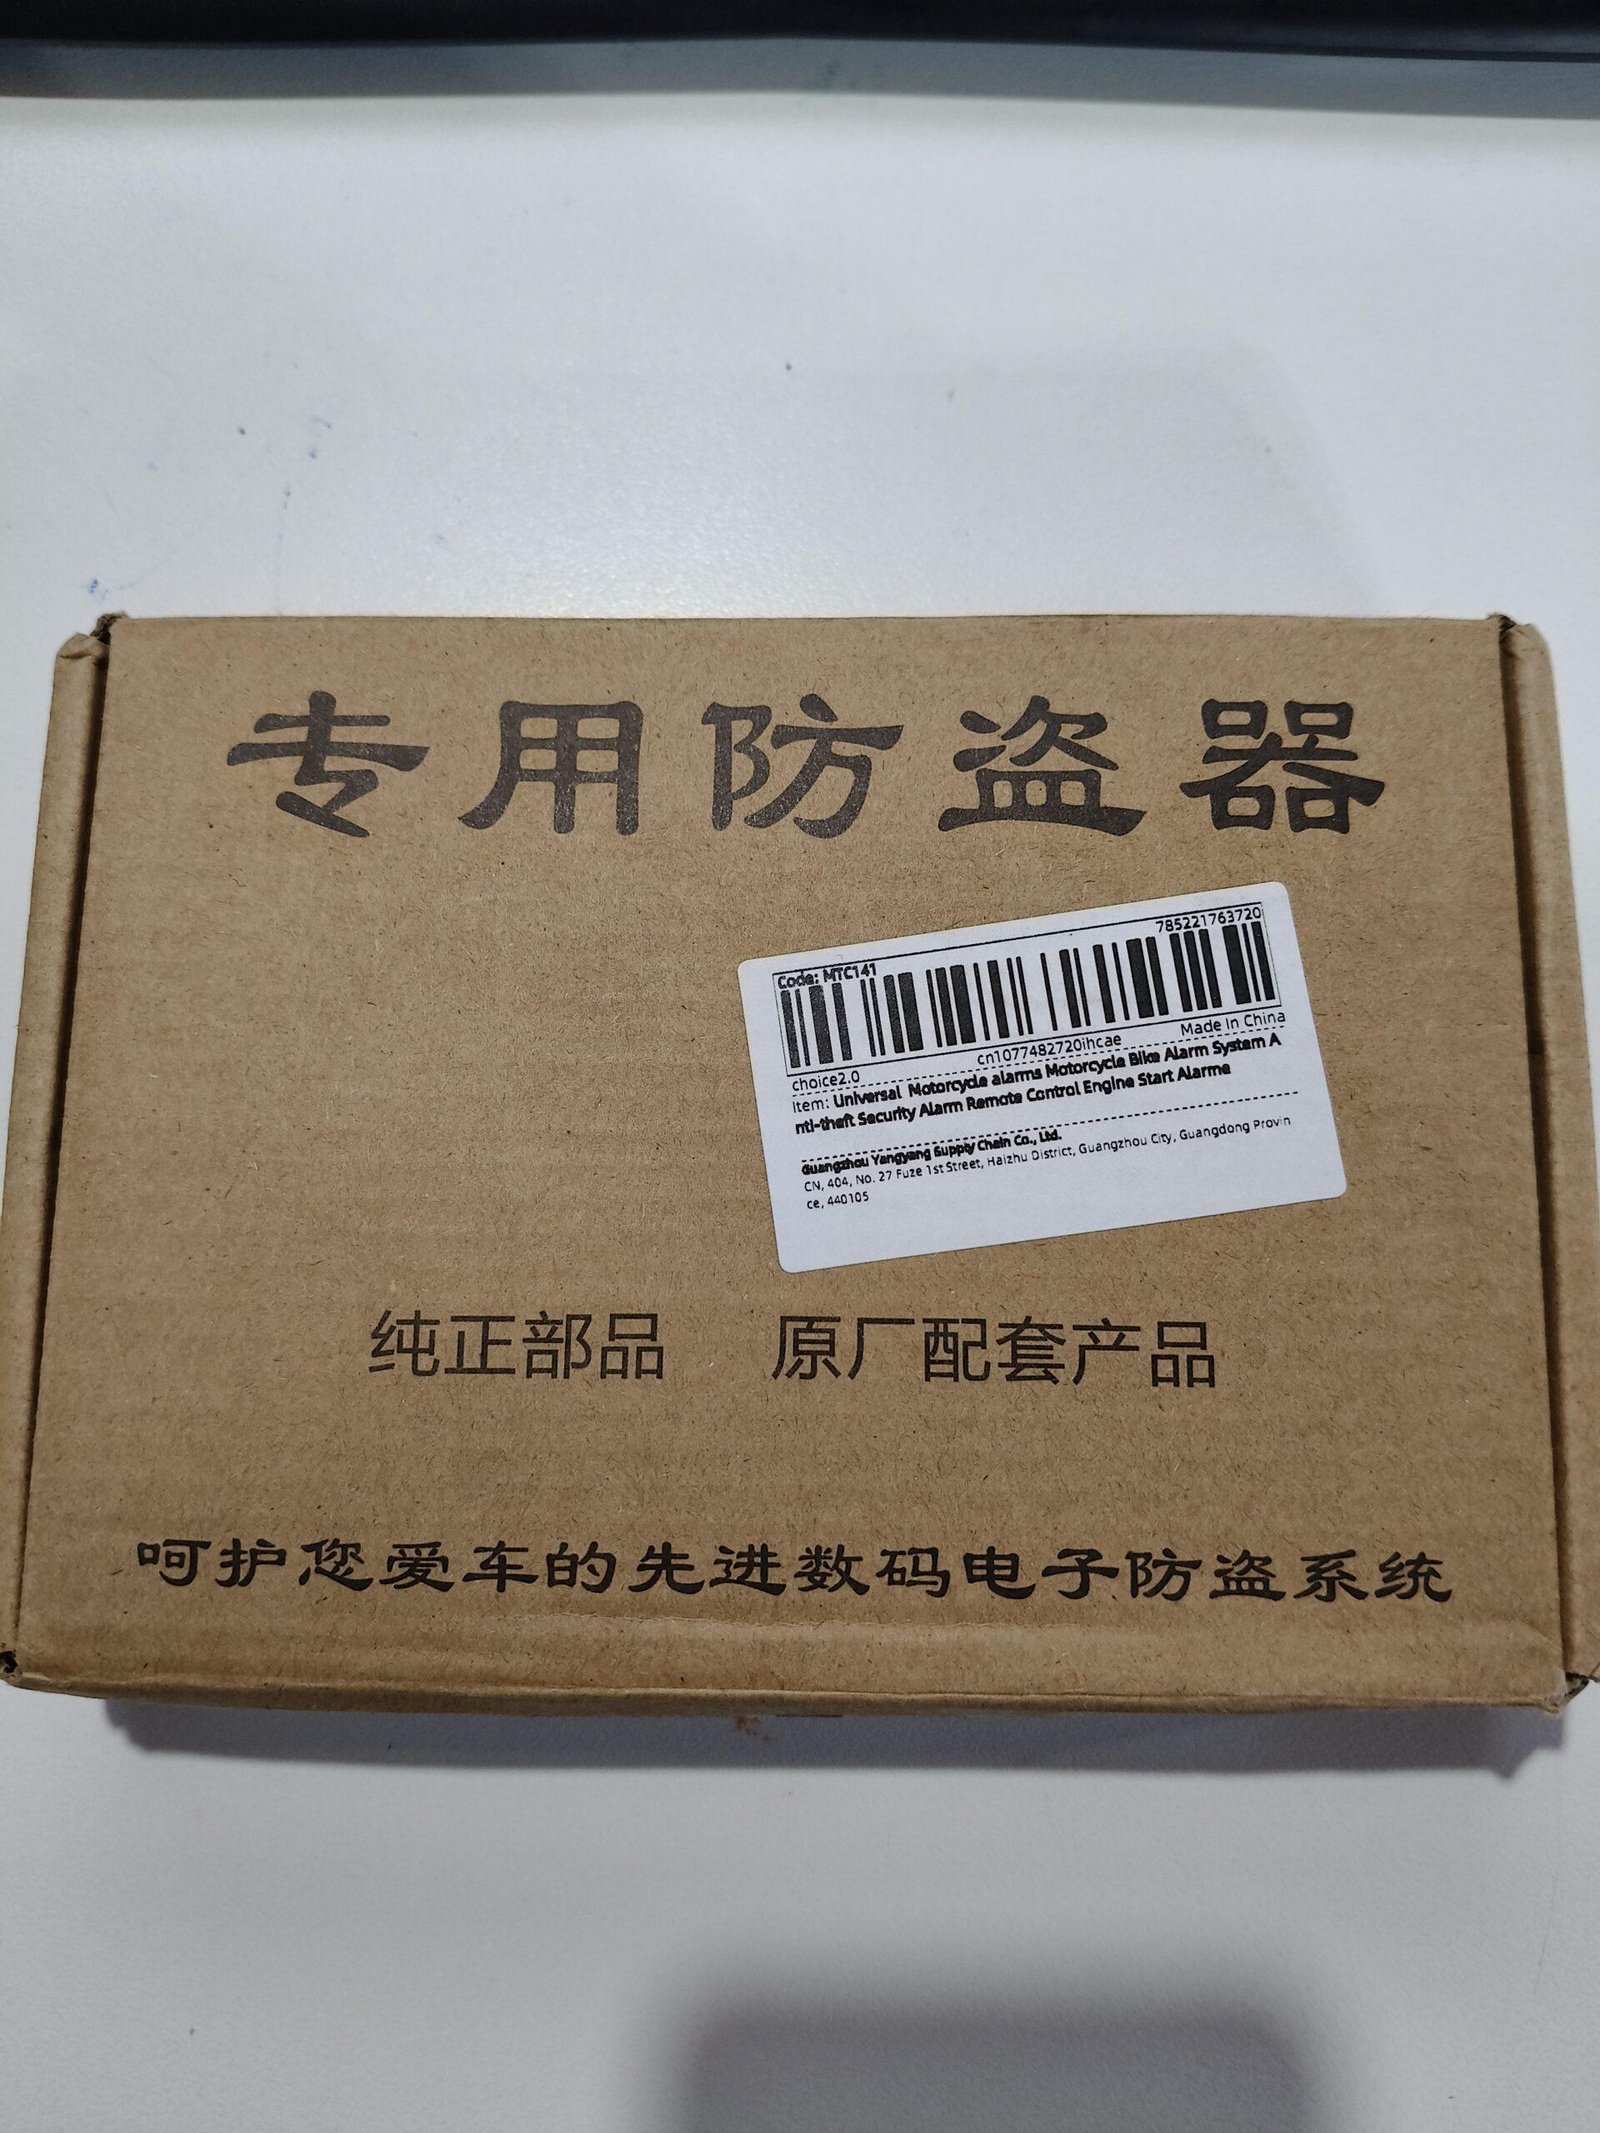 专用防盗器
785221763720
Code: MTC141
Made In China
cn1077482720ihcae
choice2.0
Item: Universal Motorcycle alarms Motorcycle Bike Alarm System A
nti-theft Security Alarm Remote Control Engine Start Alarme
Guangzhou Yangyang Supply Chain Co., Ltd.
CN, 404, No. 27 Fuze 1st Street, Haizhu District, Guangzhou City, Guangdong Provin
ce, 440105
纯正部品 原厂配套产品
呵护您爱车的先进数码电子防盗系统